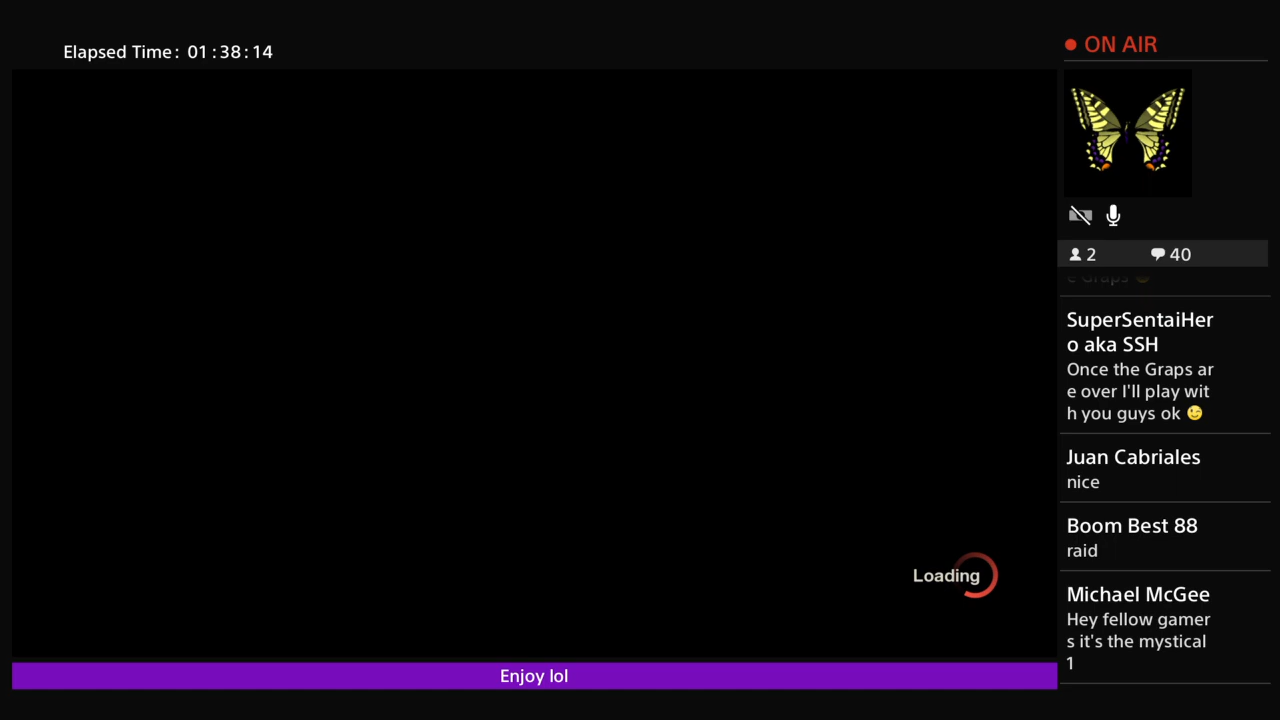 Elapsed Time: 01:38:14
ON AIR
2 40
e Graps
SuperSentaiHer
o aka SSH
Once the Graps ar
e over I'll play wit
h you guys ok 😉
Juan Cabriales
nice
Boom Best 88
raid
Michael McGee
Hey fellow gamer
s it's the mystical
1
Loading
Enjoy lol